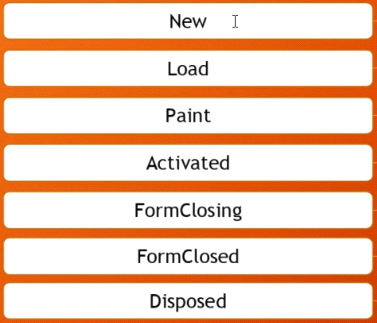 New
Load
Paint
Activated
FormClosing
FormClosed
Disposed